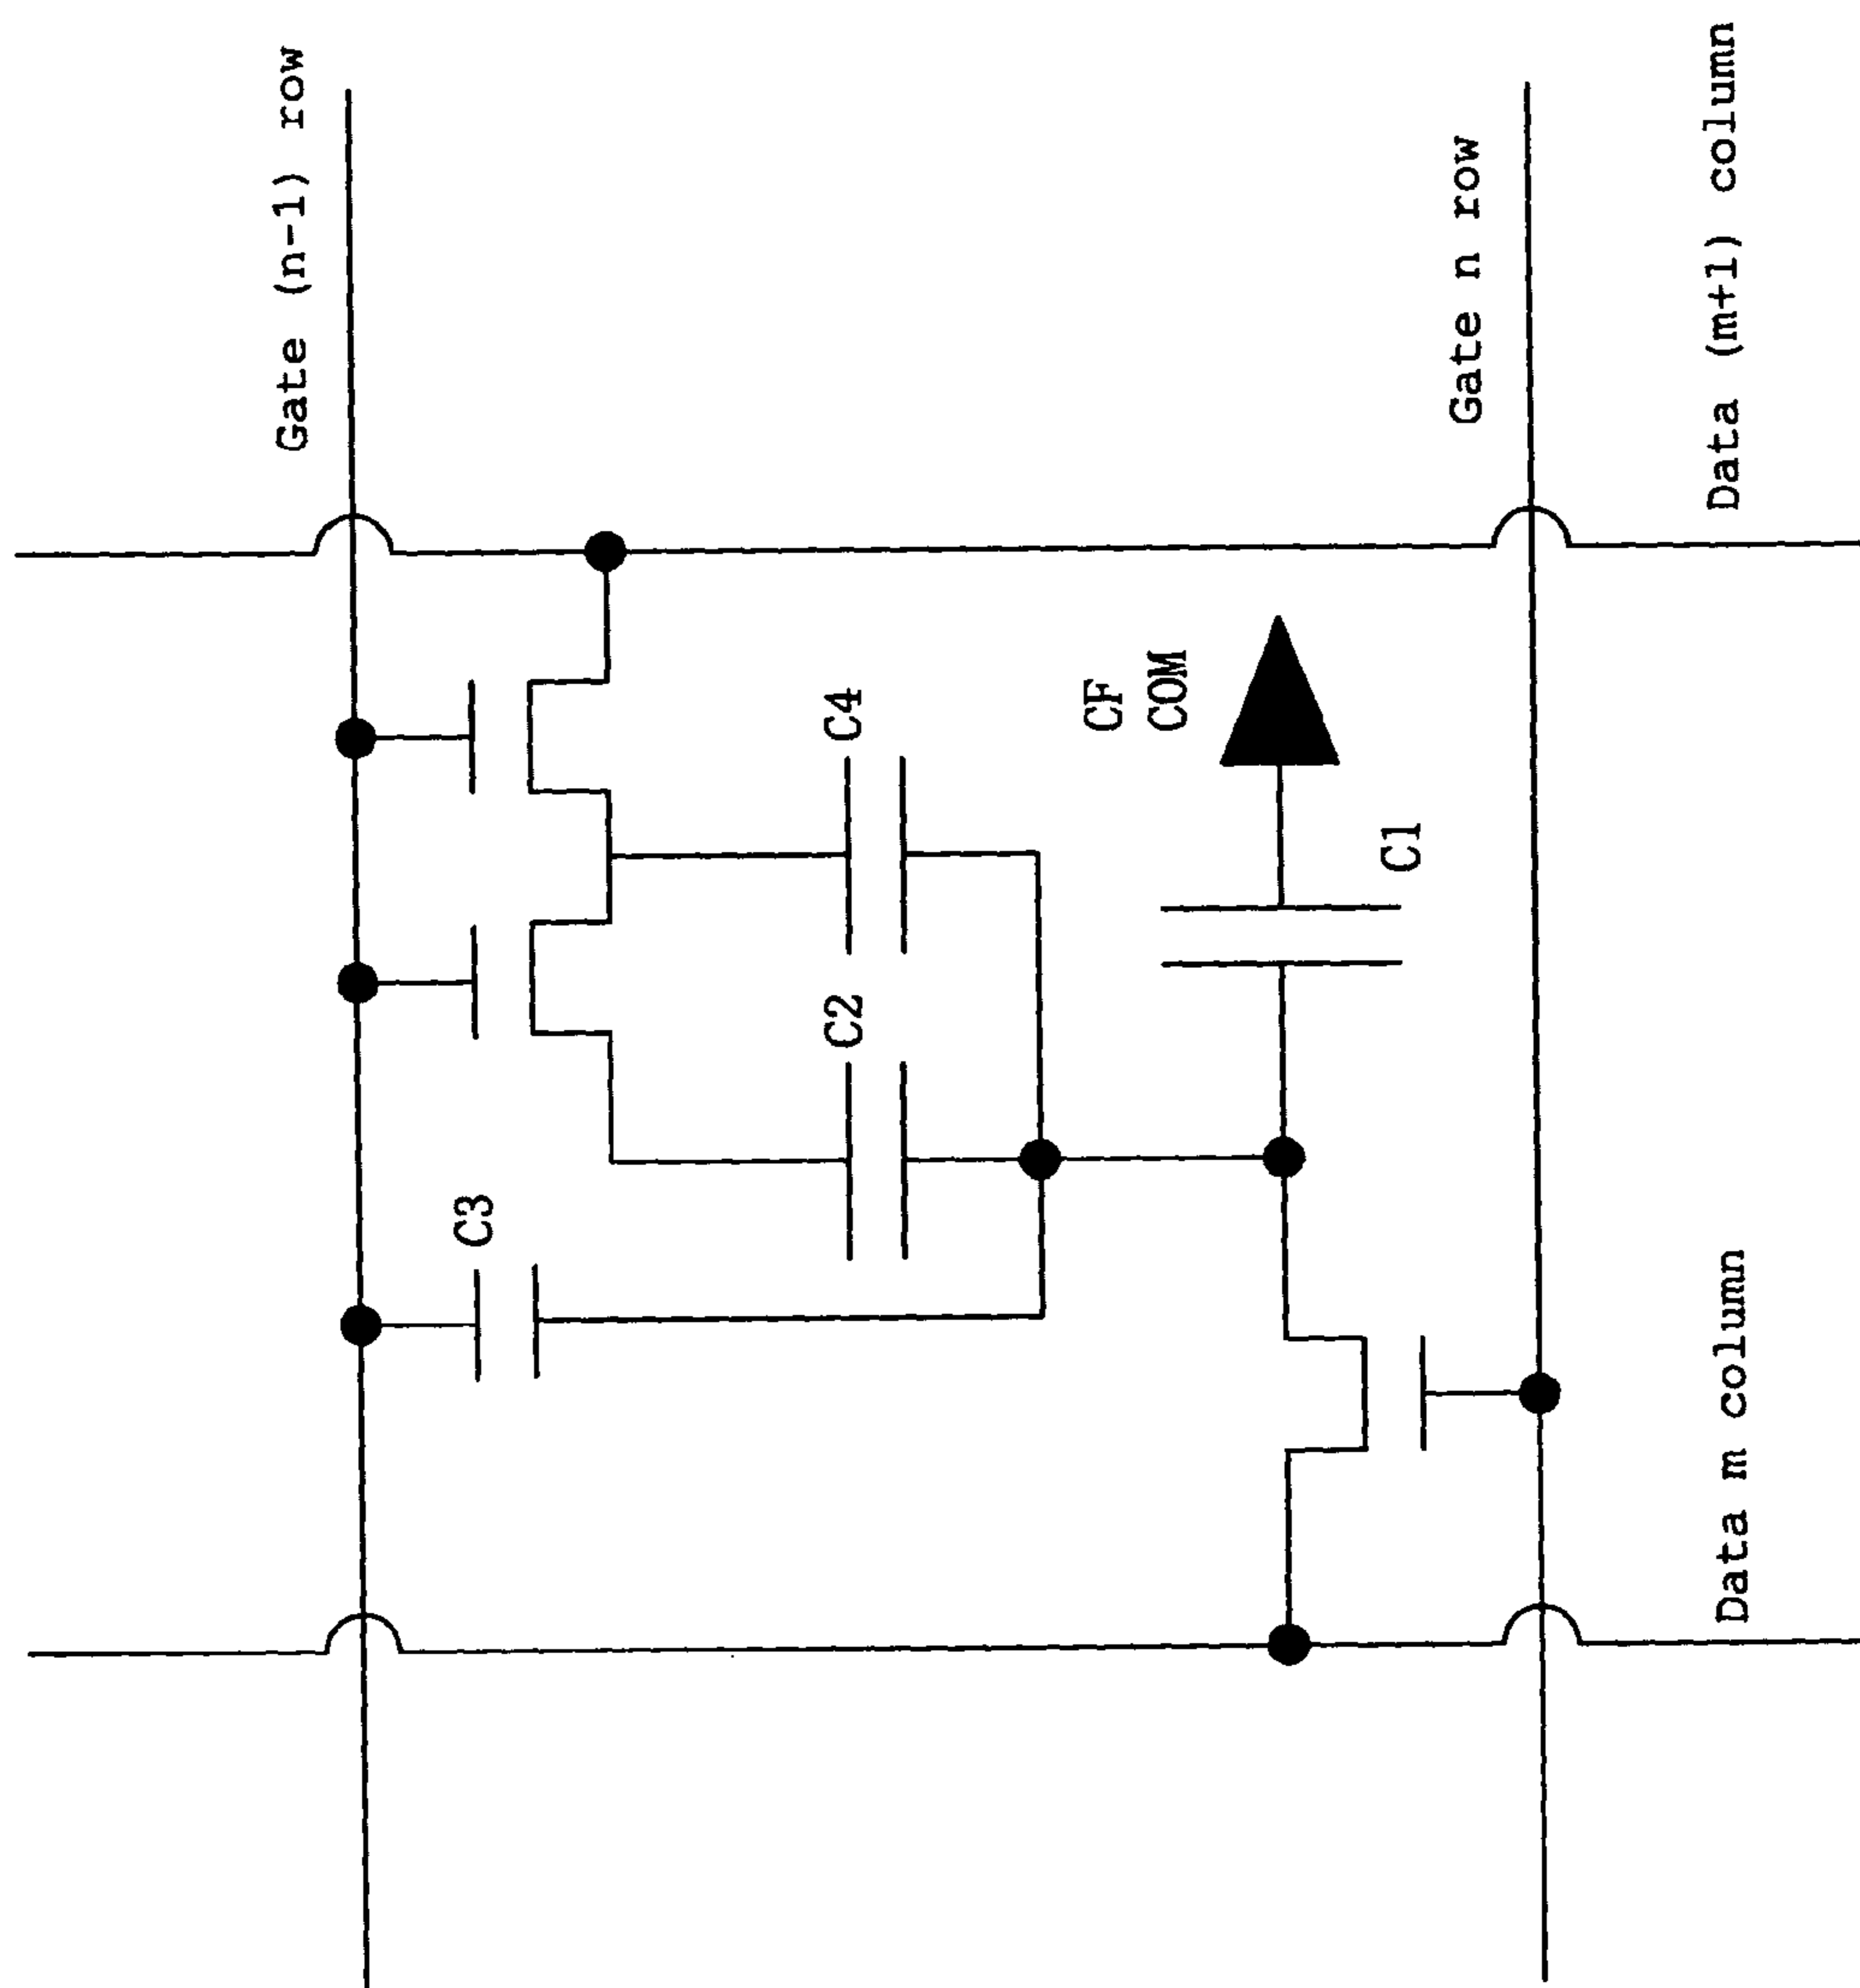 Gate (n-1) row
C3
C2
C4
CF
COM
C1
Gate n row
Data m column
Data (m+1) column